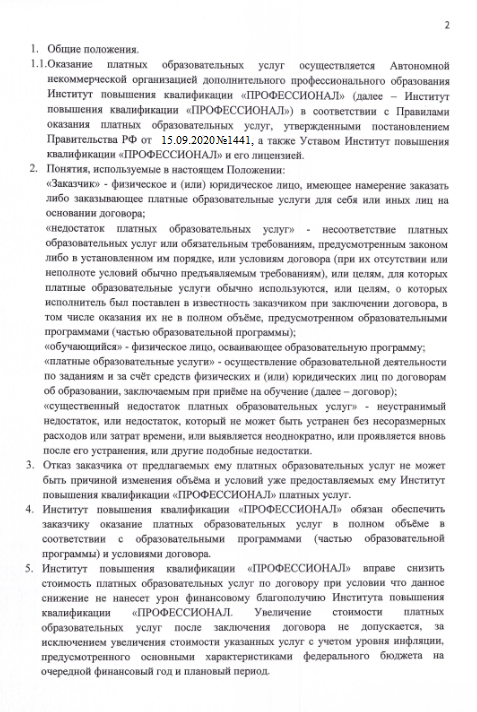 2
1. Общие положения.
1.1.Оказание платных образовательных услуг осуществляется Автономной
некоммерческой организацией дополнительного профессионального образования
Институт повышения квалификации «ПРОФЕССИОНАЛ» (далее – Институт
повышения квалификации «ПРОФЕССИОНАЛ») в соответствии с Правилами
оказания платных образовательных услуг, утвержденными постановлением
Правительства РФ от 15.09.2020№1441, а также Уставом Институт повышения
квалификации «ПРОФЕССИОНАЛ» и его лицензией.
2. Понятия, используемые в настоящем Положении:
«Заказчик» - физическое и (или) юридическое лицо, имеющее намерение заказать
либо заказывающее платные образовательные услуги для себя или иных лиц на
основании договора;
«недостаток платных образовательных услуг» - несоответствие платных
образовательных услуг или обязательным требованиям, предусмотренным законом
либо в установленном им порядке, или условиям договора (при их отсутствии или
неполноте условий обычно предъявляемым требованиям), или целям, для которых
платные образовательные услуги обычно используются, или целям, о которых
исполнитель был поставлен в известность заказчиком при заключении договора, в
том числе оказания их не в полном объёме, предусмотренном образовательными
программами (частью образовательной программы);
«обучающийся» - физическое лицо, осваивающее образовательную программу;
«платные образовательные услуги» - осуществление образовательной деятельности
по заданиям и за счёт средств физических и (или) юридических лиц по договорам
об образовании, заключаемым при приёме на обучение (далее – договор);
«существенный недостаток платных образовательных услуг» - неустранимый
недостаток, или недостаток, который не может быть устранен без несоразмерных
расходов или затрат времени, или выявляется неоднократно, или проявляется вновь
после его устранения, или другие подобные недостатки.
3. Отказ заказчика от предлагаемых ему платных образовательных услуг не может
быть причиной изменения объёма и условий уже предоставляемых ему Институт
повышения квалификации «ПРОФЕССИОНАЛ» платных услуг.
4. Институт повышения квалификации «ПРОФЕССИОНАЛ» обязан обеспечить
заказчику оказание платных образовательных услуг в полном объёме в
соответствии с образовательными программами (частью образовательной
программы) и условиями договора.
5. Институт повышения квалификации «ПРОФЕССИОНАЛ» вправе снизить
стоимость платных образовательных услуг по договору при условии что данное
снижение не нанесет урон финансовому благополучию Института повышения
квалификации «ПРОФЕССИОНАЛ. Увеличение стоимости платных
образовательных услуг после заключения договора не допускается, за
исключением увеличения стоимости указанных услуг с учетом уровня инфляции,
предусмотренного основными характеристиками федерального бюджета на
очередной финансовый год и плановый период.